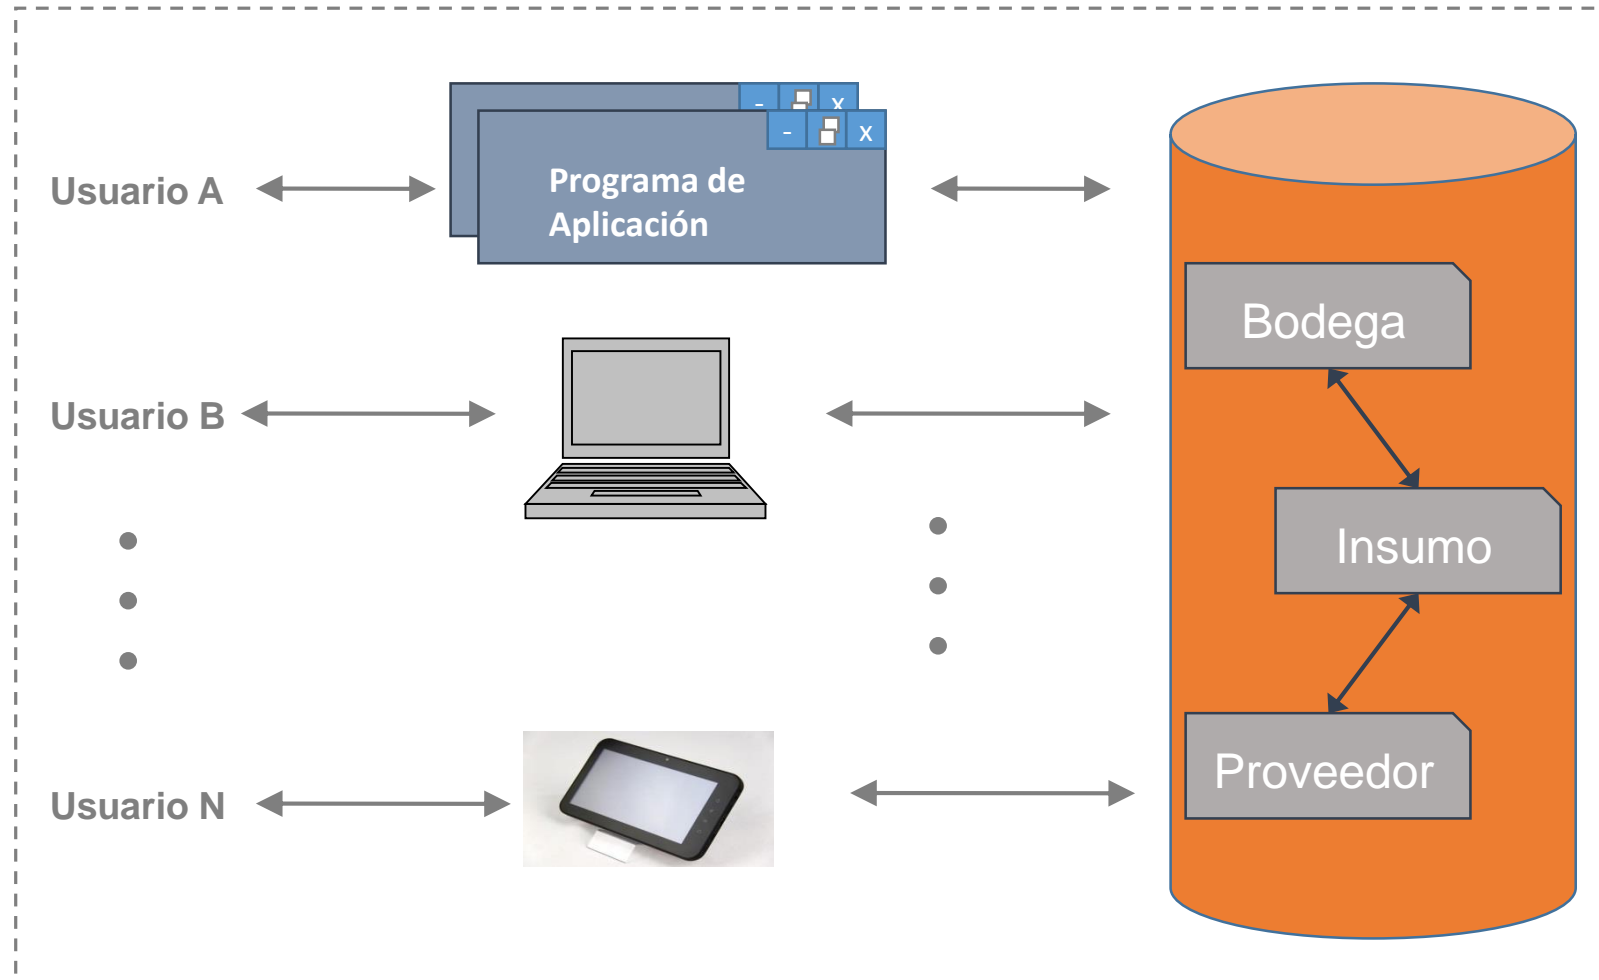 - x
- x
Usuario A
Programa de
Aplicación
Bodega
Usuario B
Insumo
Proveedor
Usuario N